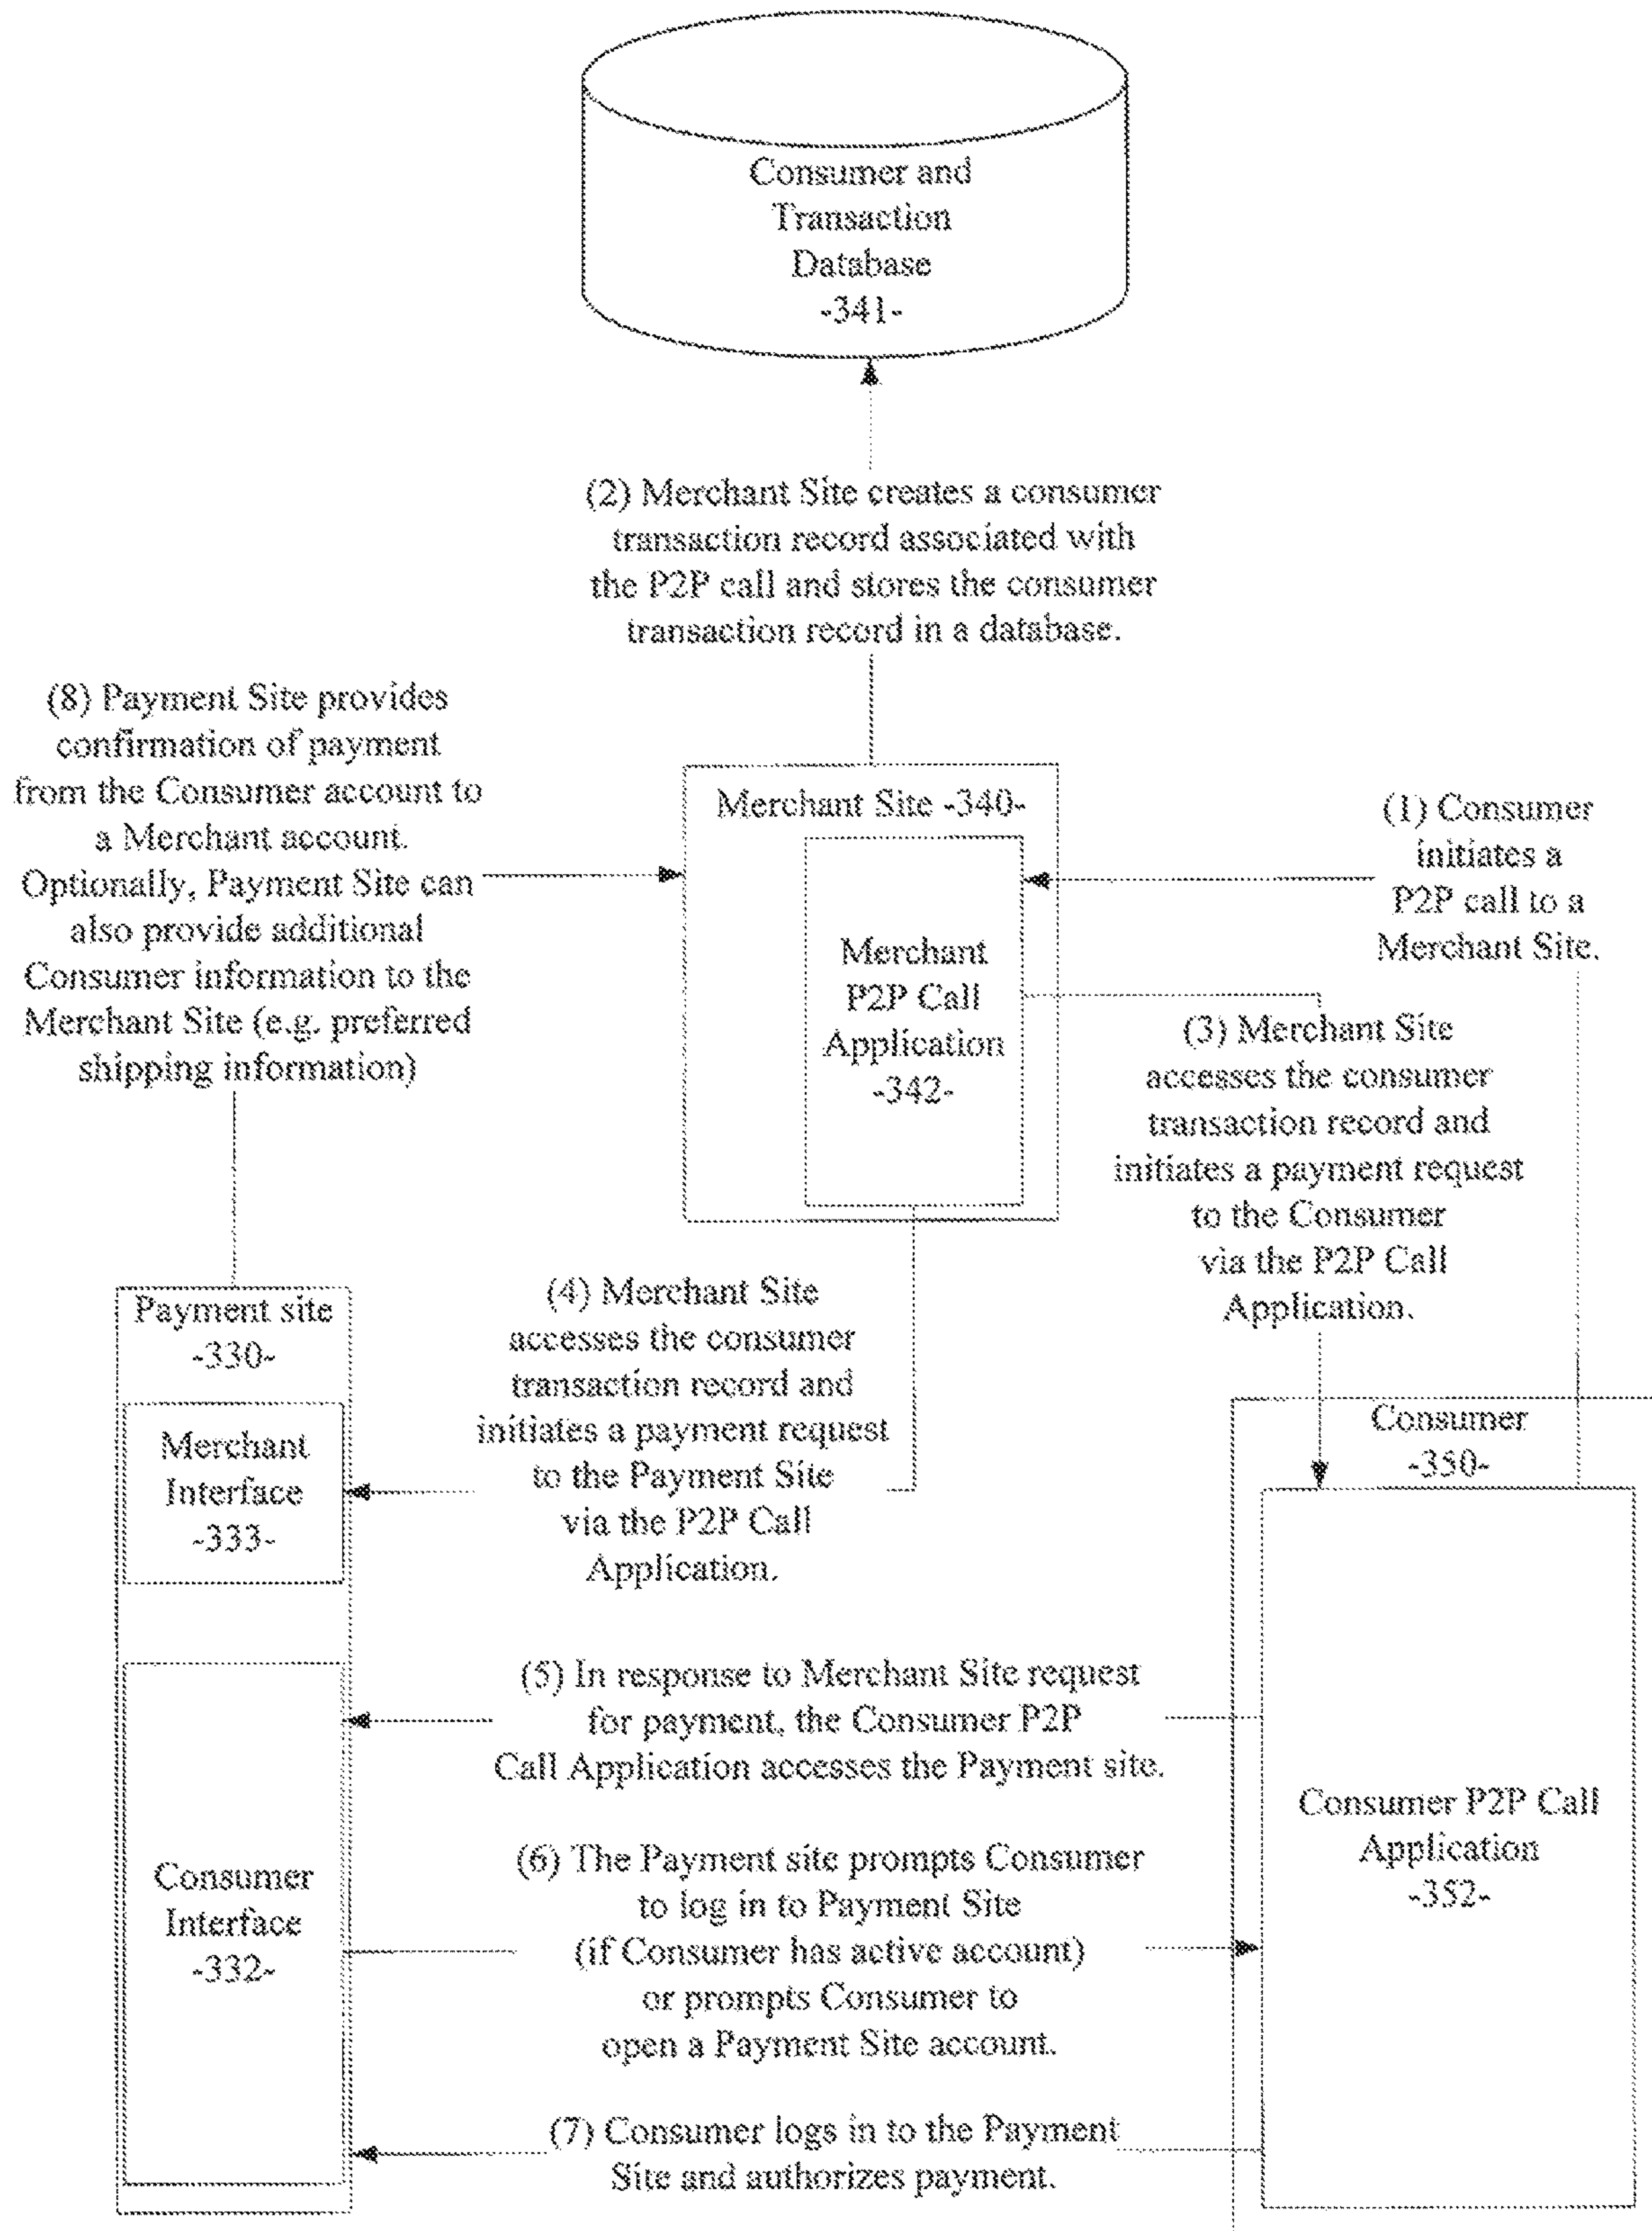 Consumer and
Transaction
Database
-341-
(2) Merchant Site creates a consumer
transaction record associated with
the P2P call and stores the consumer
transaction record in a database.
(8) Payment Site provides
confirmation of payment
from the Consumer account to
a Merchant account.
Optionally, Payment Site can
also provide additional
Consumer information to the
Merchant Site (e.g. preferred
shipping information)
Merchant Site -340-
Merchant
P2P Call
Application
-342-
(1) Consumer
initiates a
P2P call to a
Merchant Site.
(3) Merchant Site
accesses the consumer
transaction record and
initiates a payment request
to the Consumer
via the P2P Call
Application.
Payment site
-330-
Merchant
Interface
-333-
(4) Merchant Site
accesses the consumer
transaction record and
initiates a payment request
to the Payment Site
via the P2P Call
Application.
Consumer
-350-
(5) In response to Merchant Site request
for payment, the Consumer P2P
Call Application accesses the Payment site.
Consumer P2P Call
Application
-352-
Consumer
Interface
-332-
(6) The Payment site prompts Consumer
to log in to Payment Site
(if Consumer has active account)
or prompts Consumer to
open a Payment Site account.
(7) Consumer logs in to the Payment
Site and authorizes payment.